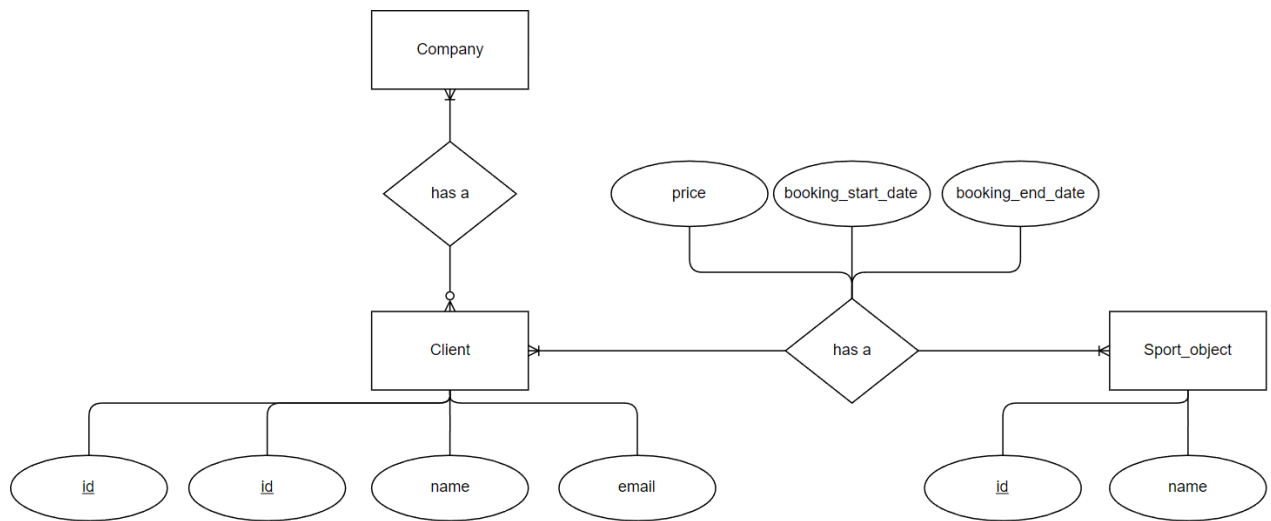 Company
has a
price
booking_start_date
booking_end_date
Client
has a
Sport_object
id
id
name
email
id
name